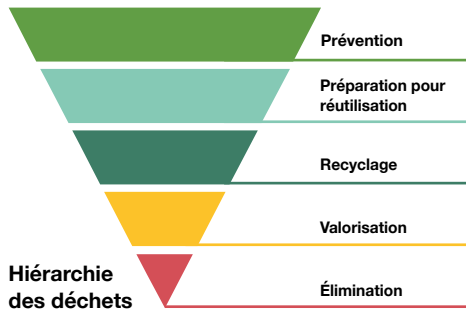 Prévention
Préparation pour
réutilisation
Recyclage
Valorisation
Élimination
Hiérarchie
des déchets